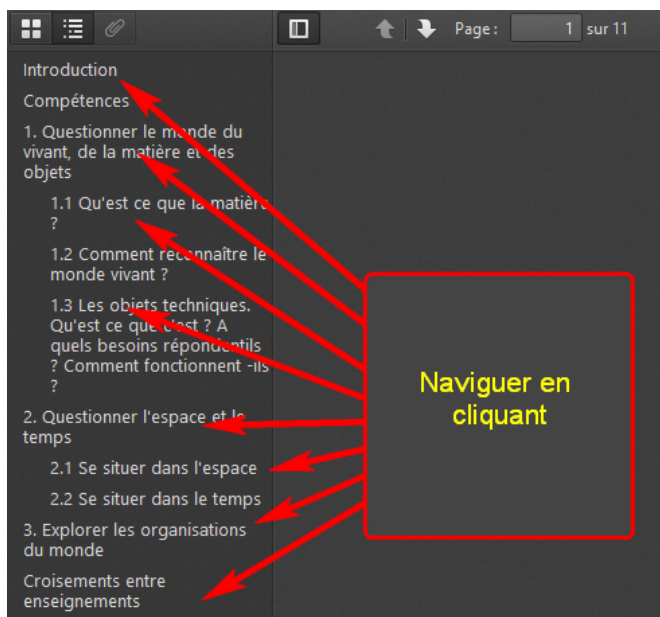 Page : 1 sur 11
Introduction
Compétences
1. Questionner le monde du
vivant, de la matière et des
objets
1.1 Qu'est ce que la matière
?
1.2 Comment reconnaître le
monde vivant ?
1.3 Les objets techniques.
Qu'est ce que c'est ? A
quels besoins répondentils
? Comment fonctionnent -ils
?
2. Questionner l'espace et le
temps
2.1 Se situer dans l'espace
2.2 Se situer dans le temps
3. Explorer les organisations
du monde
Croisements entre
enseignements
Naviguer en
cliquant